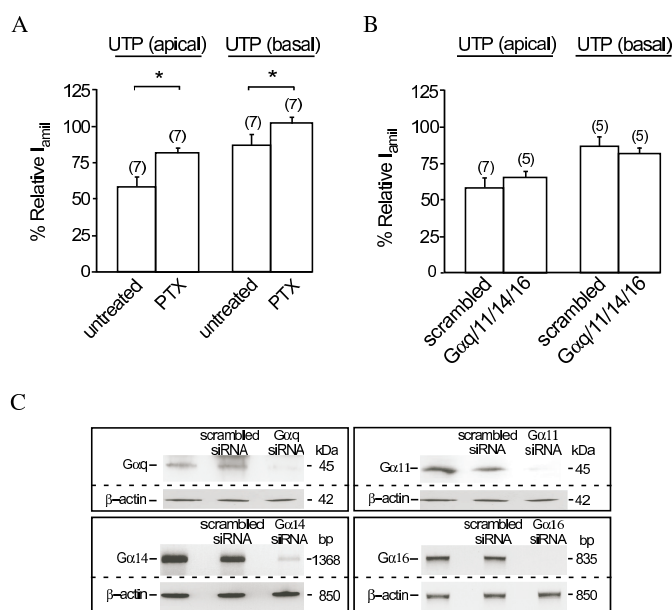 A
UTP (apical)
UTP (basal)
*
*
(7)
(7)
(7)
(7)
125
100
75
50
25
0
% Relative Iamil
untreated
PTX
untreated
PTX
B
UTP (apical)
UTP (basal)
(7)
(5)
(5)
(5)
125
100
75
50
25
0
% Relative Iamil
scrambled
Gαq/11/14/16
scrambled
Gαq/11/14/16
C
scrambled Gαq
siRNA siRNA kDa
Gαq 45
β-actin 42
scrambled Gα11
siRNA siRNA kDa
Gα11 45
β-actin 42
scrambled Gα14
siRNA siRNA bp
Gα14 1368
β-actin 850
scrambled Gα16
siRNA siRNA bp
Gα16 835
β-actin 850